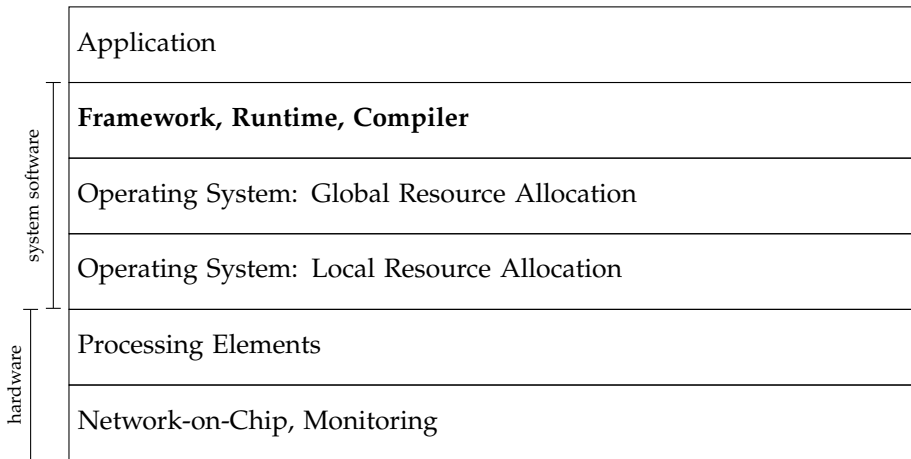 Application
Framework, Runtime, Compiler
Operating System: Global Resource Allocation
Operating System: Local Resource Allocation
Processing Elements
Network-on-Chip, Monitoring
system software
hardware